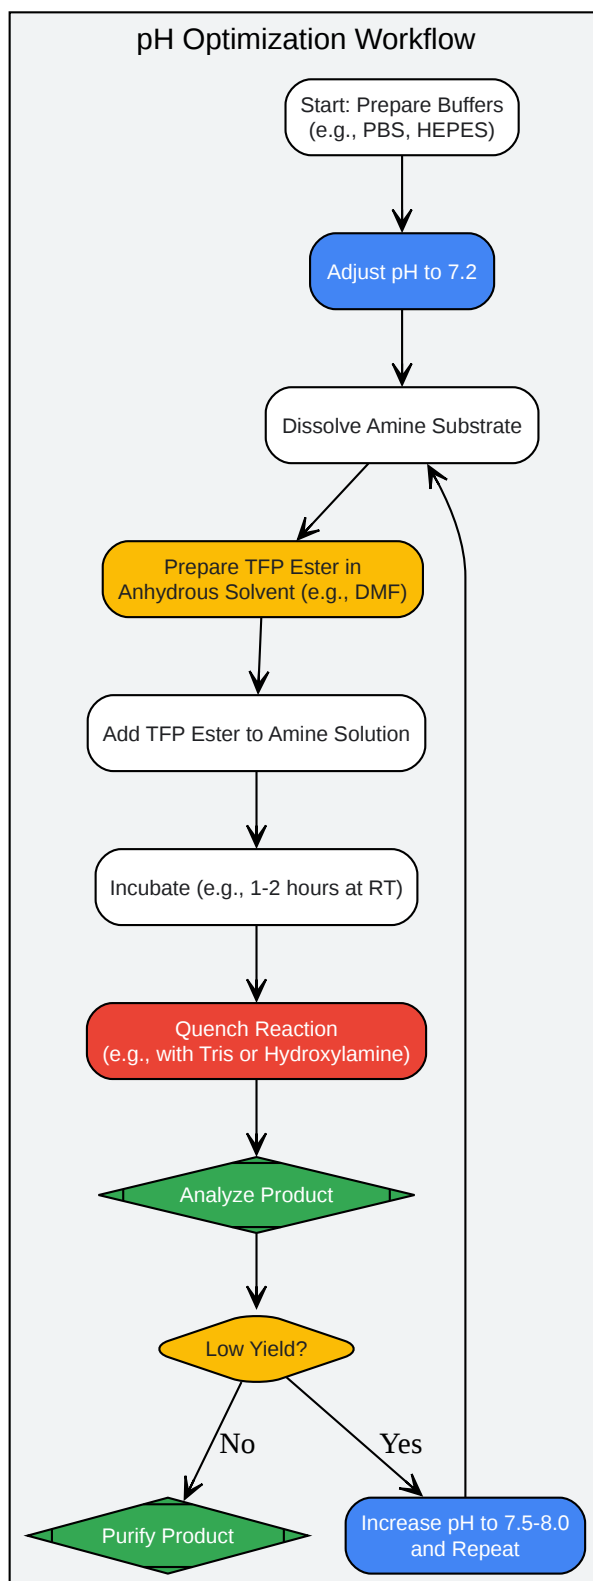 pH Optimization Workflow
Start: Prepare Buffers
(e.g., PBS, HEPES)
Adjust pH to 7.2
Dissolve Amine Substrate
Prepare TFP Ester in
Anhydrous Solvent (e.g., DMF)
Add TFP Ester to Amine Solution
Incubate (e.g., 1-2 hours at RT)
Quench Reaction
(e.g., with Tris or Hydroxylamine)
Analyze Product
Low Yield?
No
Yes
Purify Product
Increase pH to 7.5-8.0
and Repeat